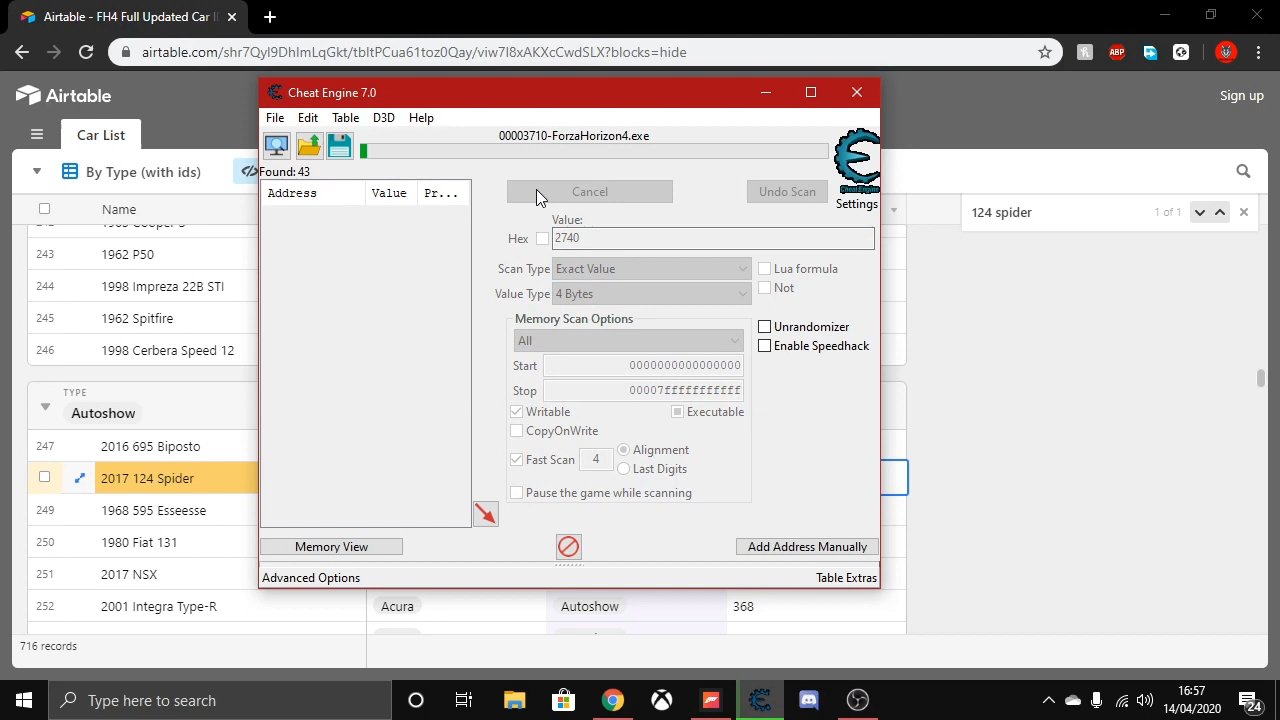 Airtable - FH4 Full Updated Car I
airtable.com/shr7Qyl9DhImLqGkt/tbltPCua61toz0Qay/viw7l8xAKXcCwdSLX?blocks=hide
ABP
Airtable
Sign up
Car List
By Type (with ids)
Name
124 spider
1 of 1
243 1962 P50
244 1998 Impreza 22B STI
245 1962 Spitfire
246 1998 Cerbera Speed 12
TYPE
Autoshow
247 2016 695 Biposto
2017 124 Spider
249 1968 595 Esseesse
250 1980 Fiat 131
251 2017 NSX
252 2001 Integra Type-R Acura Autoshow 368
716 records
Cheat Engine 7.0
File Edit Table D3D Help
00003710-ForzaHorizon4.exe
Found: 43
Address Value Pr...
Cancel
Undo Scan
Cheat Engine
Settings
Value:
Hex 2740
Scan Type Exact Value
Lua formula
Value Type 4 Bytes
Not
Memory Scan Options
All
Unrandomizer
Enable Speedhack
Start 0000000000000000
Stop 00007fffffffffff
Writable Executable
CopyOnWrite
Fast Scan 4 Alignment
Last Digits
Pause the game while scanning
Memory View
Add Address Manually
Advanced Options
Table Extras
Type here to search
16:57
14/04/2020
24